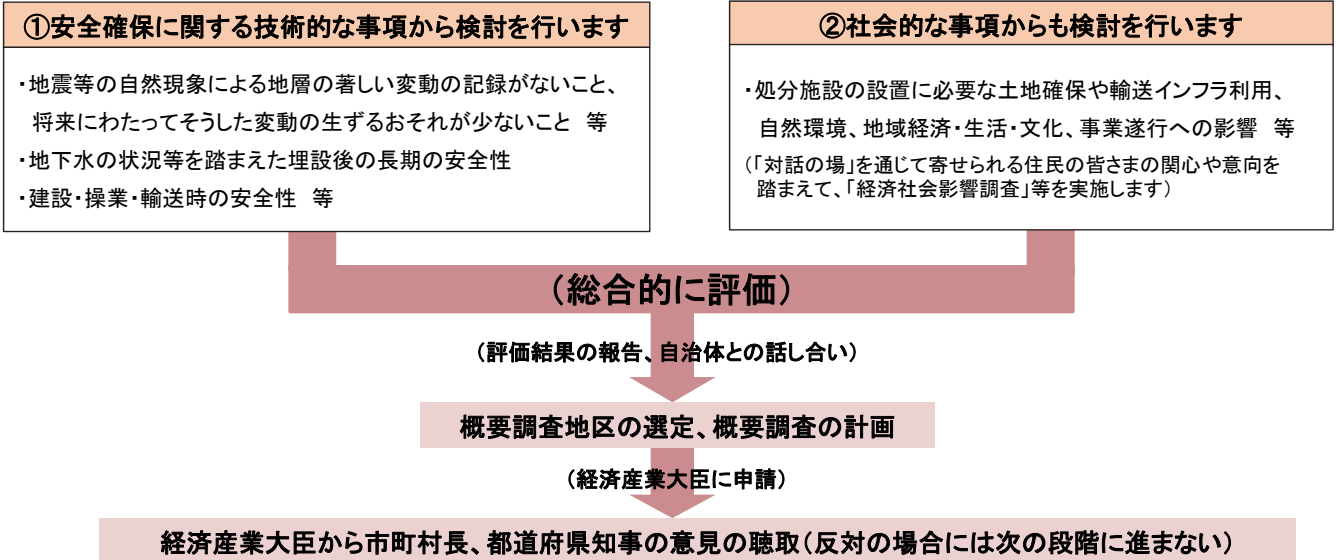 ①安全確保に関する技術的な事項から検討を行います
・地震等の自然現象による地層の著しい変動の記録がないこと、
将来にわたってそうした変動の生ずるおそれが少ないこと 等
・地下水の状況等を踏まえた埋設後の長期の安全性
・建設・操業・輸送時の安全性 等
②社会的な事項からも検討を行います
・処分施設の設置に必要な土地確保や輸送インフラ利用、
自然環境、地域経済・生活・文化、事業遂行への影響 等
(「対話の場」を通じて寄せられる住民の皆さまの関心や意向を
踏まえて、「経済社会影響調査」等を実施します)
(総合的に評価)
(評価結果の報告、自治体との話し合い)
概要調査地区の選定、概要調査の計画
(経済産業大臣に申請)
経済産業大臣から市町村長、都道府県知事の意見の聴取(反対の場合には次の段階に進まない)